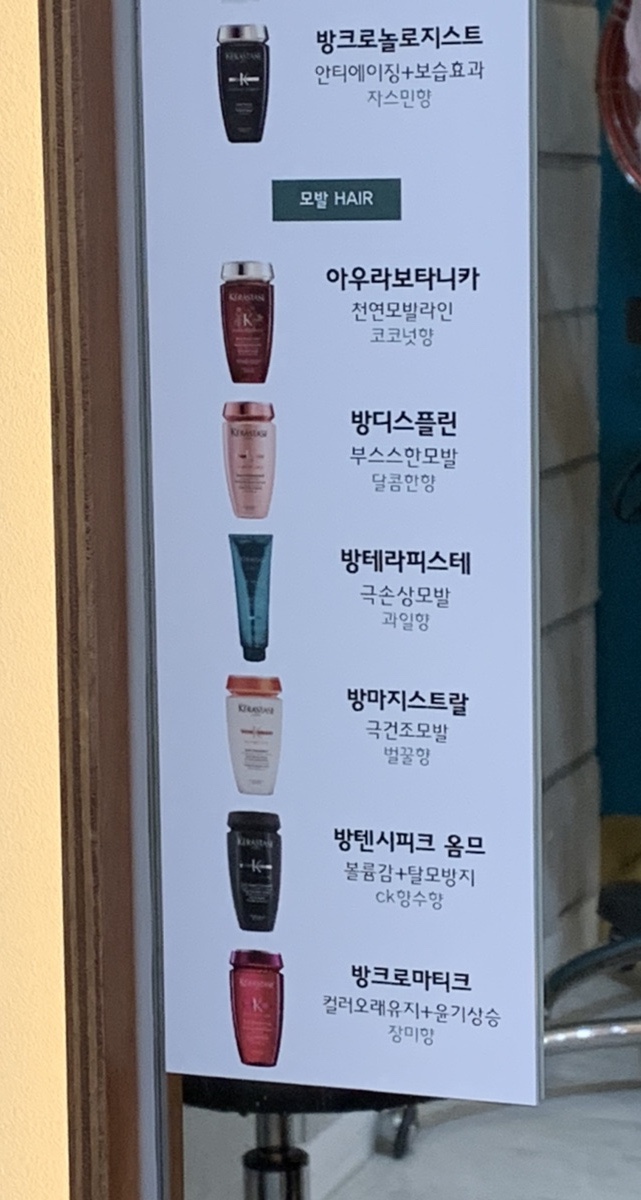 KERASTASE
K
방크로놀로지스트
안티에이징+보습효과
자스민향
모발 HAIR
KERASTASE
K
아우라보타니카
천연모발라인
코코넛향
KERASTASE
방디스플린
부스스한모발
달콤한향
방테라피스테
극손상모발
과일향
KERASTASE
방마지스트랄
극건조모발
벌꿀향
KERASTASE
K
방텐시피크 옴므
볼륨감+탈모방지
ck향수향
KERASTASE
K
방크로마티크
컬러오래유지+윤기상승
장미향